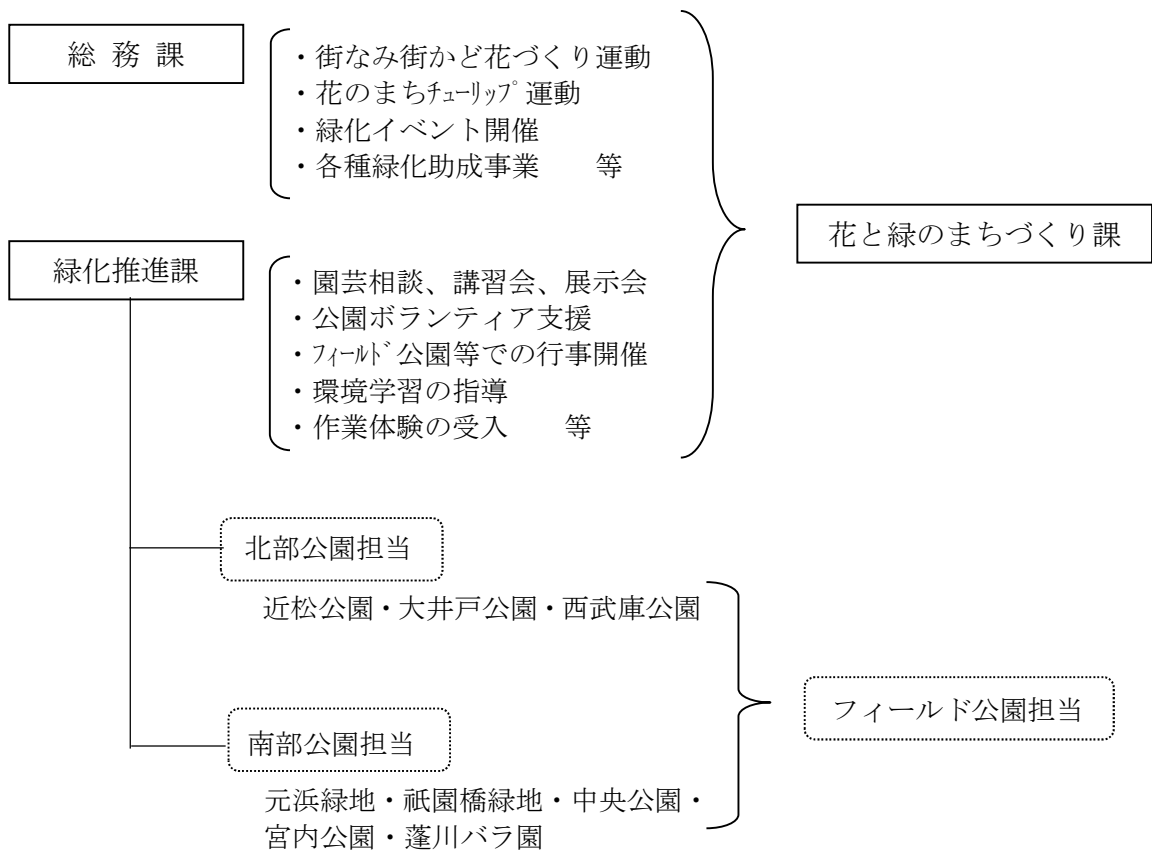 総 務 課
・街なみ街かど花づくり運動
・花のまちﾁｭｰﾘｯﾌﾟ運動
・緑化イベント開催
・各種緑化助成事業　　等
花と緑のまちづくり課
緑化推進課
・園芸相談、講習会、展示会
・公園ボランティア支援
・ﾌｨｰﾙﾄﾞ公園等での行事開催
・環境学習の指導
・作業体験の受入　　等
北部公園担当
近松公園・大井戸公園・西武庫公園
フィールド公園担当
南部公園担当
元浜緑地・祇園橋緑地・中央公園・
宮内公園・蓬川バラ園